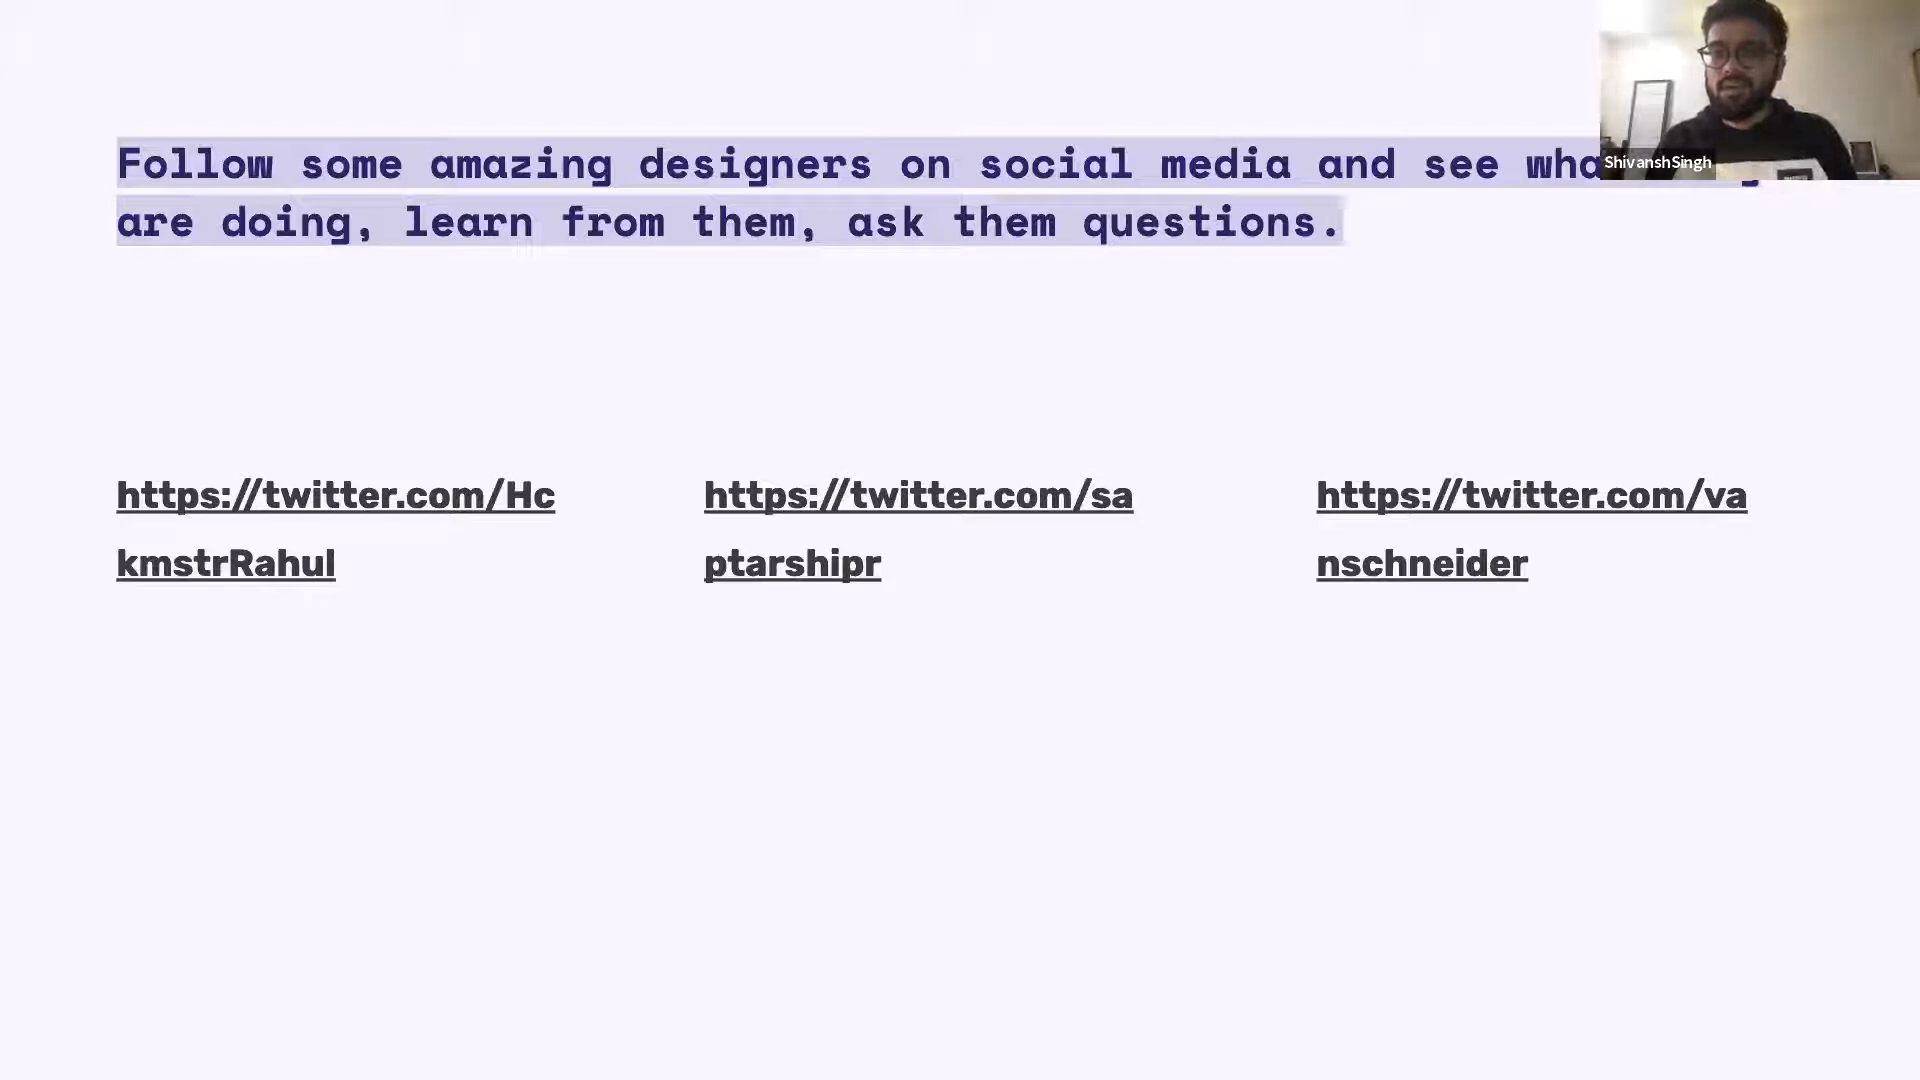 Follow some amazing designers on social media and see
are doing, learn from them, ask them questions.
ShivanshSingh
https://twitter.com/Hc
kmstrRahul
https://twitter.com/sa
ptarshipr
https://twitter.com/va
nschneider